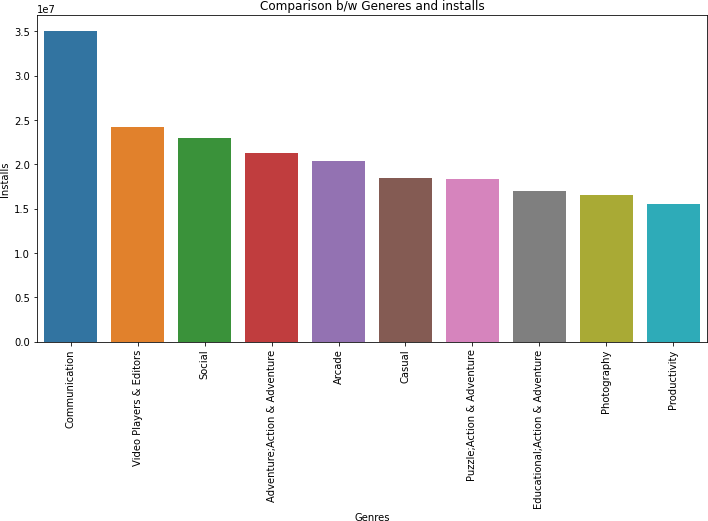 Comparison b/w Generes and installs
1e7
3.5
3.0
2.5
2.0
1.5
1.0
0.5
0.0
Installs
Communication
Video Players & Editors
Social
Adventure;Action & Adventure
Arcade
Casual
Puzzle;Action & Adventure
Educational;Action & Adventure
Photography
Productivity
Genres